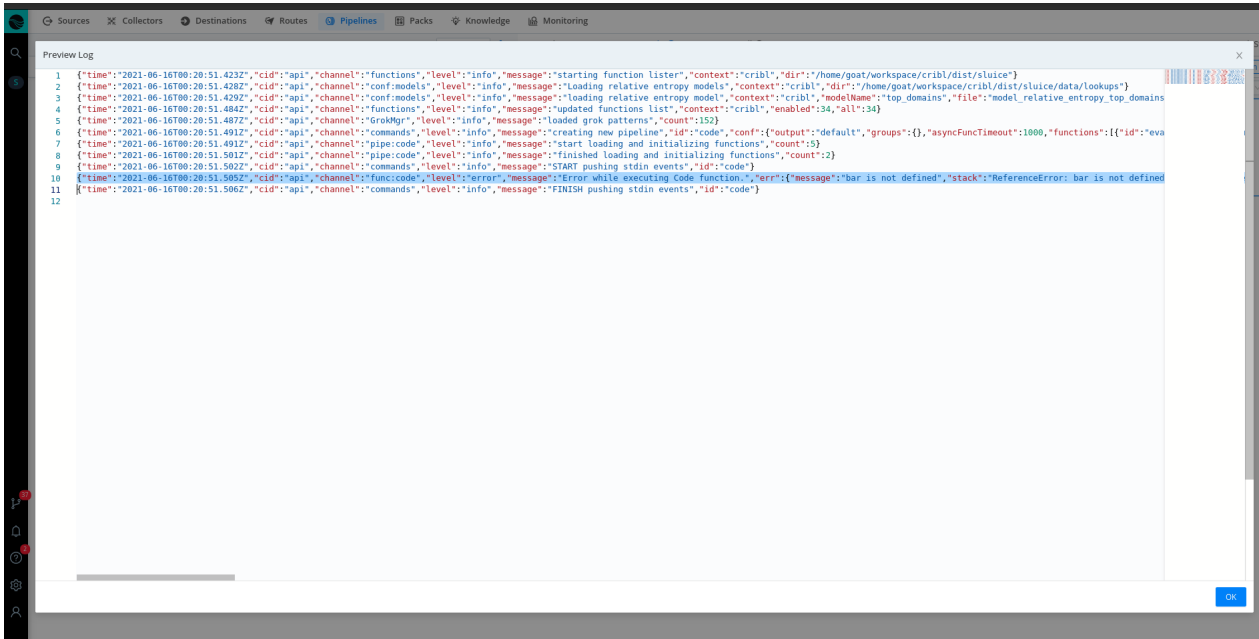 Sources Collectors Destinations Routes Pipelines Packs Knowledge Monitoring
Preview Log
S
1 {"time":"2021-06-16T00:20:51.423Z","cid":"api","channel":"functions","level":"info","message":"starting function lister","context":"cribl","dir":"/home/goat/workspace/cribl/dist/sluice"}
2 {"time":"2021-06-16T00:20:51.428Z","cid":"api","channel":"conf:models","level":"info","message":"Loading relative entropy models","context":"cribl","dir":"/home/goat/workspace/cribl/dist/sluice/data/lookups"}
3 {"time":"2021-06-16T00:20:51.429Z","cid":"api","channel":"conf:models","level":"info","message":"loading relative entropy model","context":"cribl","modelName":"top_domains","file":"model_relative_entropy_top_domains
4 {"time":"2021-06-16T00:20:51.484Z","cid":"api","channel":"functions","level":"info","message":"updated functions list","context":"cribl","enabled":34,"all":34}
5 {"time":"2021-06-16T00:20:51.487Z","cid":"api","channel":"GrokMgr","level":"info","message":"loaded grok patterns","count":152}
6 {"time":"2021-06-16T00:20:51.491Z","cid":"api","channel":"commands","level":"info","message":"creating new pipeline","id":"code","conf":{"output":"default","groups":{},"asyncFuncTimeout":1000,"functions":[{"id":"eva
7 {"time":"2021-06-16T00:20:51.491Z","cid":"api","channel":"pipe:code","level":"info","message":"start loading and initializing functions","count":5}
8 {"time":"2021-06-16T00:20:51.501Z","cid":"api","channel":"pipe:code","level":"info","message":"finished loading and initializing functions","count":2}
9 {"time":"2021-06-16T00:20:51.502Z","cid":"api","channel":"commands","level":"info","message":"START pushing stdin events","id":"code"}
10 {"time":"2021-06-16T00:20:51.505Z","cid":"api","channel":"func:code","level":"error","message":"Error while executing Code function.","err":{"message":"bar is not defined","stack":"ReferenceError: bar is not defined
11 {"time":"2021-06-16T00:20:51.506Z","cid":"api","channel":"commands","level":"info","message":"FINISH pushing stdin events","id":"code"}
12
37
2
OK